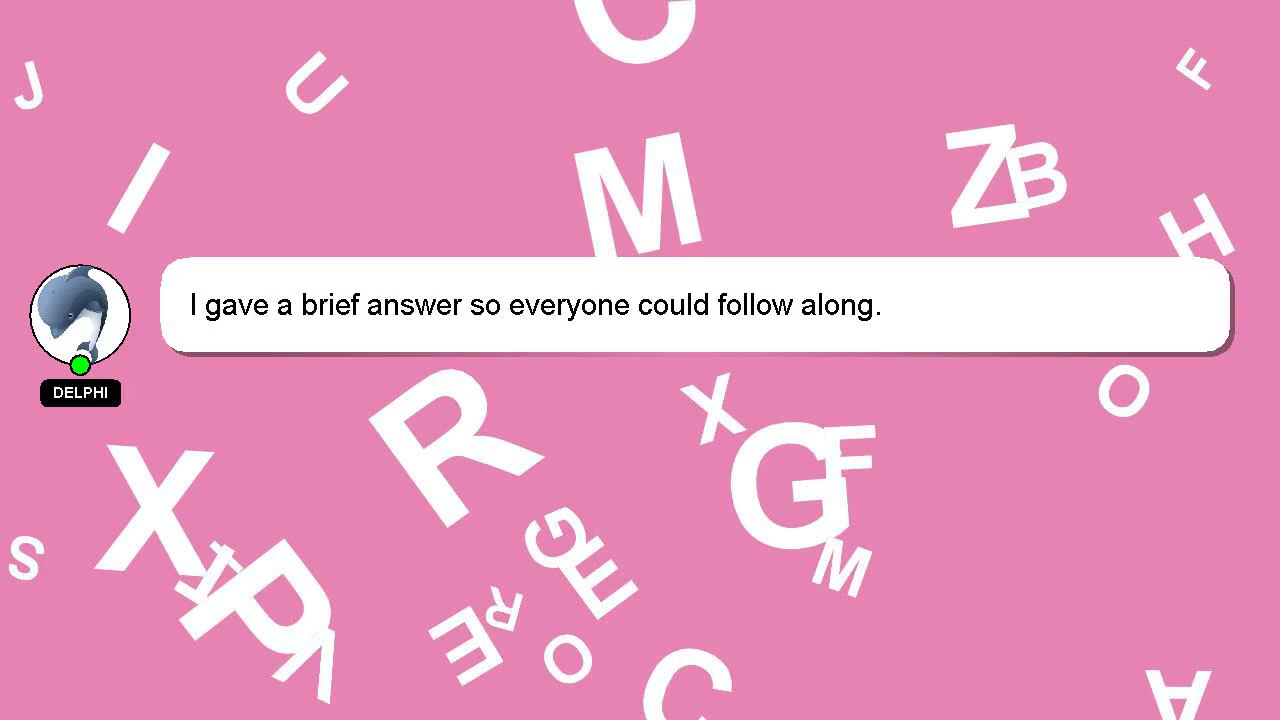 C
J
U
F
I
M
Z
B
H
I gave a brief answer so everyone could follow along.
DELPHI
R
X
O
G
F
X
I
S
G
E
M
P
R
E
O
V
C
A